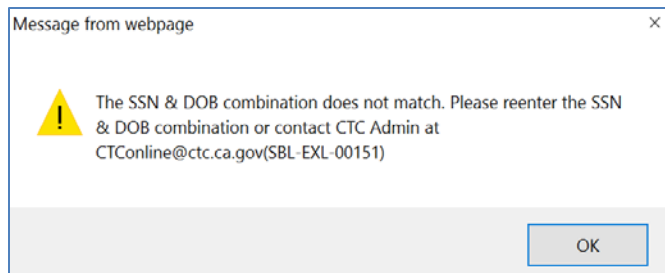 Message from webpage
The SSN & DOB combination does not match. Please reenter the SSN
& DOB combination or contact CTC Admin at
CTConline@ctc.ca.gov(SBL-EXL-00151)
OK